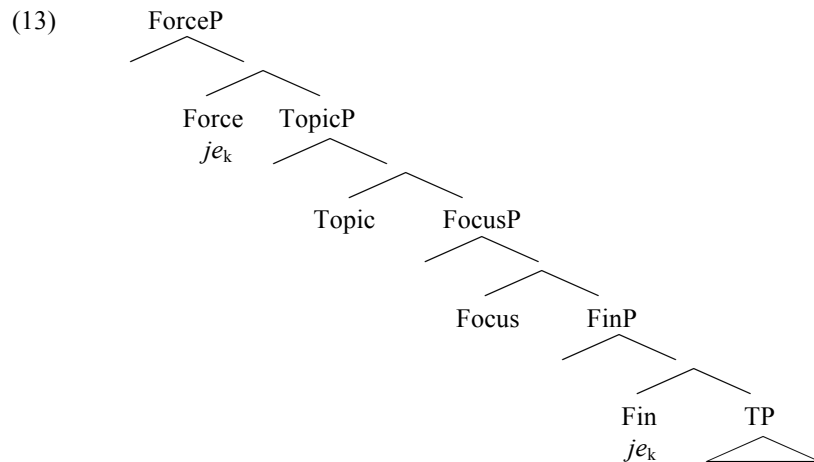 (13) ForceP
Force TopicP
jeₖ
Topic FocusP
Focus FinP
Fin TP
jeₖ